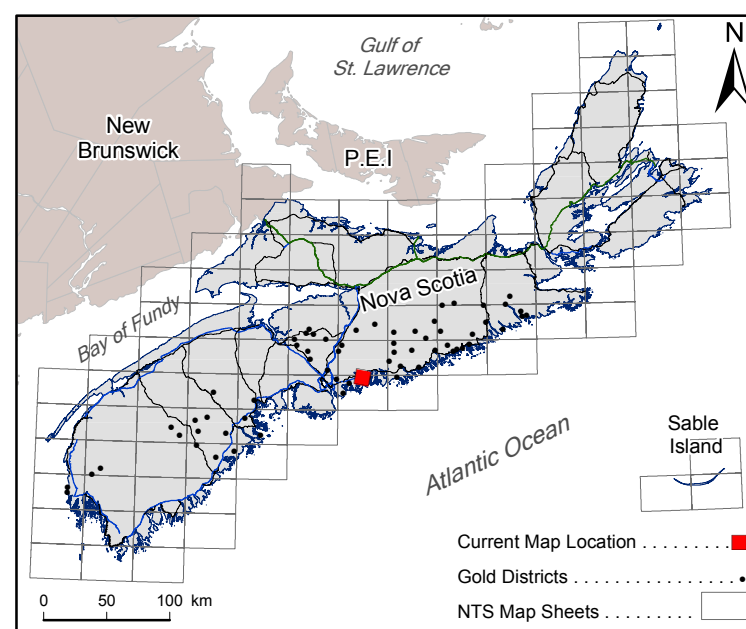 N
Gulf of
St. Lawrence
New
Brunswick
P.E.I
Nova Scotia
Bay of Fundy
Sable
Island
Atlantic Ocean
Current Map Location . . . . . . . . .
Gold Districts . . . . . . . . . . . . . . . .
NTS Map Sheets . . . . . . . . .
0 50 100 km